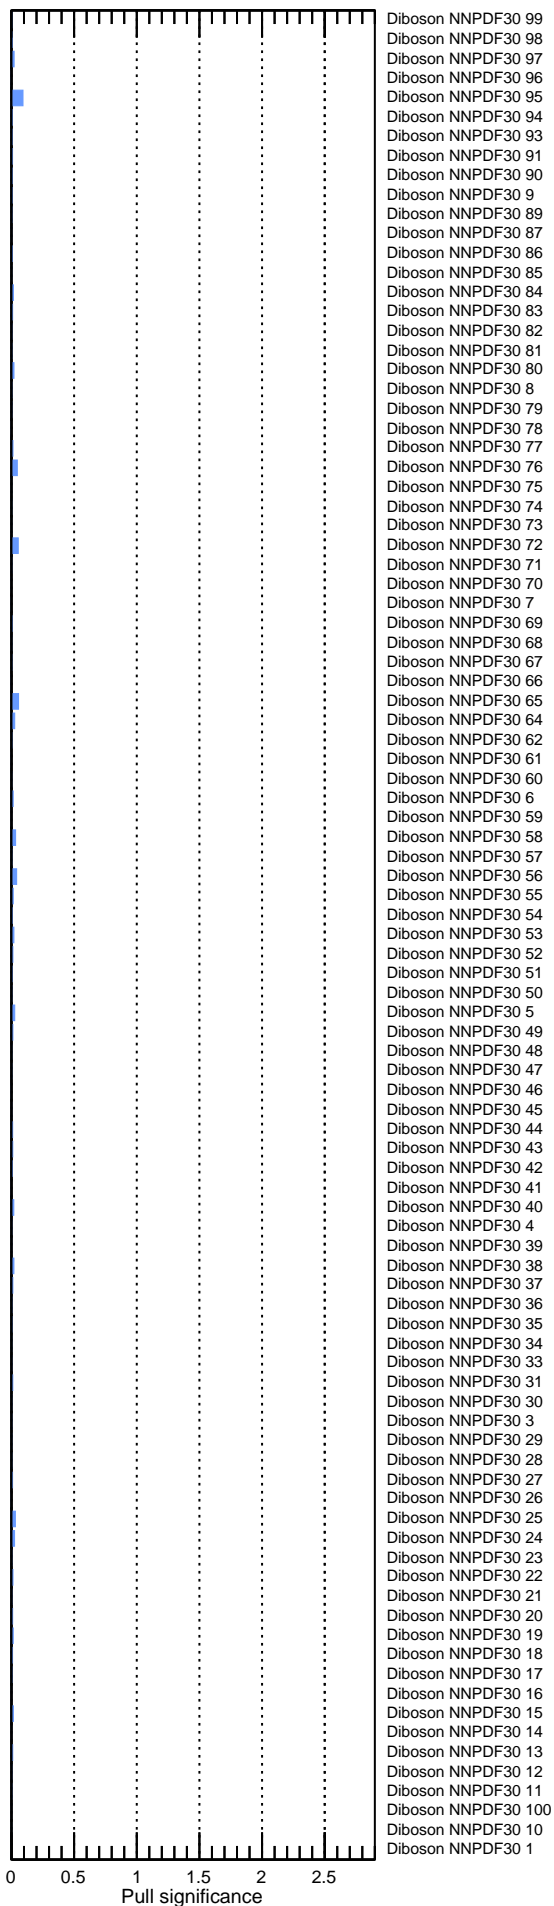 Diboson NNPDF30 99
Diboson NNPDF30 98
Diboson NNPDF30 97
Diboson NNPDF30 96
Diboson NNPDF30 95
Diboson NNPDF30 94
Diboson NNPDF30 93
Diboson NNPDF30 91
Diboson NNPDF30 90
Diboson NNPDF30 9
Diboson NNPDF30 89
Diboson NNPDF30 87
Diboson NNPDF30 86
Diboson NNPDF30 85
Diboson NNPDF30 84
Diboson NNPDF30 83
Diboson NNPDF30 82
Diboson NNPDF30 81
Diboson NNPDF30 80
Diboson NNPDF30 8
Diboson NNPDF30 79
Diboson NNPDF30 78
Diboson NNPDF30 77
Diboson NNPDF30 76
Diboson NNPDF30 75
Diboson NNPDF30 74
Diboson NNPDF30 73
Diboson NNPDF30 72
Diboson NNPDF30 71
Diboson NNPDF30 70
Diboson NNPDF30 7
Diboson NNPDF30 69
Diboson NNPDF30 68
Diboson NNPDF30 67
Diboson NNPDF30 66
Diboson NNPDF30 65
Diboson NNPDF30 64
Diboson NNPDF30 62
Diboson NNPDF30 61
Diboson NNPDF30 60
Diboson NNPDF30 6
Diboson NNPDF30 59
Diboson NNPDF30 58
Diboson NNPDF30 57
Diboson NNPDF30 56
Diboson NNPDF30 55
Diboson NNPDF30 54
Diboson NNPDF30 53
Diboson NNPDF30 52
Diboson NNPDF30 51
Diboson NNPDF30 50
Diboson NNPDF30 5
Diboson NNPDF30 49
Diboson NNPDF30 48
Diboson NNPDF30 47
Diboson NNPDF30 46
Diboson NNPDF30 45
Diboson NNPDF30 44
Diboson NNPDF30 43
Diboson NNPDF30 42
Diboson NNPDF30 41
Diboson NNPDF30 40
Diboson NNPDF30 4
Diboson NNPDF30 39
Diboson NNPDF30 38
Diboson NNPDF30 37
Diboson NNPDF30 36
Diboson NNPDF30 35
Diboson NNPDF30 34
Diboson NNPDF30 33
Diboson NNPDF30 31
Diboson NNPDF30 30
Diboson NNPDF30 3
Diboson NNPDF30 29
Diboson NNPDF30 28
Diboson NNPDF30 27
Diboson NNPDF30 26
Diboson NNPDF30 25
Diboson NNPDF30 24
Diboson NNPDF30 23
Diboson NNPDF30 22
Diboson NNPDF30 21
Diboson NNPDF30 20
Diboson NNPDF30 19
Diboson NNPDF30 18
Diboson NNPDF30 17
Diboson NNPDF30 16
Diboson NNPDF30 15
Diboson NNPDF30 14
Diboson NNPDF30 13
Diboson NNPDF30 12
Diboson NNPDF30 11
Diboson NNPDF30 100
Diboson NNPDF30 10
Diboson NNPDF30 1
0 0.5 1 1.5 2 2.5
Pull significance